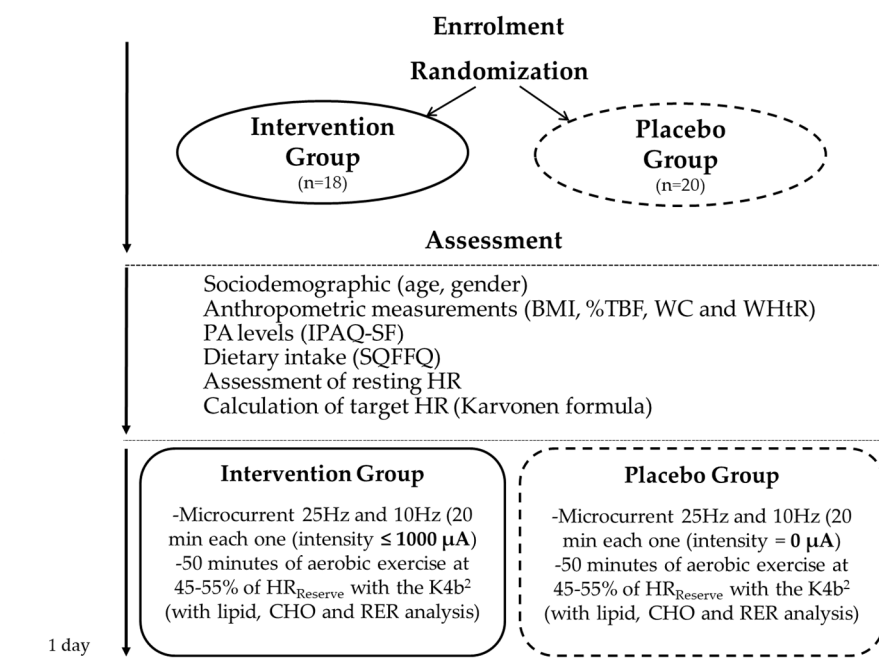 Enrrolment
Randomization
Intervention
Group
(n=18)
Placebo
Group
(n=20)
Assessment
Sociodemographic (age, gender)
Anthropometric measurements (BMI, %TBF, WC and WHtR)
PA levels (IPAQ-SF)
Dietary intake (SQFFQ)
Assessment of resting HR
Calculation of target HR (Karvonen formula)
Intervention Group
-Microcurrent 25Hz and 10Hz (20
min each one (intensity ≤ 1000 µA)
-50 minutes of aerobic exercise at
45-55% of HRReserve with the K4b²
(with lipid, CHO and RER analysis)
Placebo Group
-Microcurrent 25Hz and 10Hz (20
min each one (intensity = 0 µA)
-50 minutes of aerobic exercise at
45-55% of HRReserve with the K4b²
(with lipid, CHO and RER analysis)
1 day